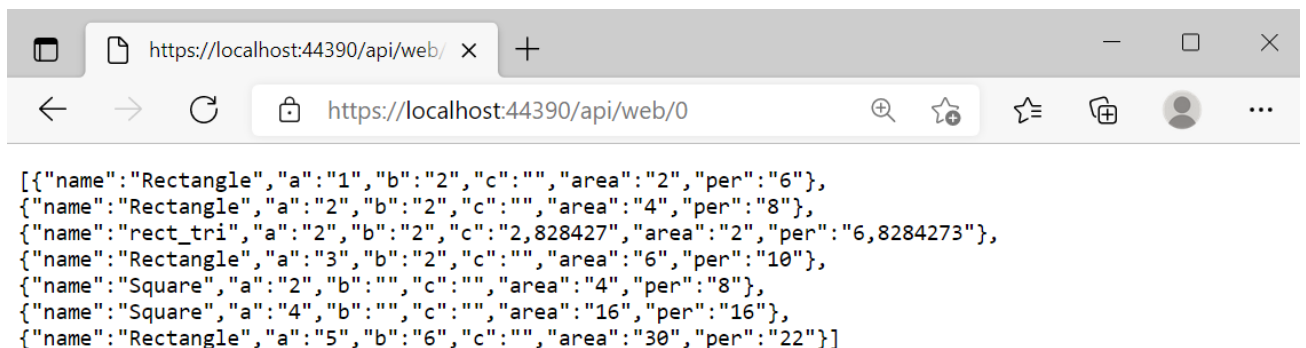 https://localhost:44390/api/web/
https://localhost:44390/api/web/0
[{"name":"Rectangle","a":"1","b":"2","c":"","area":"2","per":"6"},
{"name":"Rectangle","a":"2","b":"2","c":"","area":"4","per":"8"},
{"name":"rect_tri","a":"2","b":"2","c":"2,828427","area":"2","per":"6,8284273"},
{"name":"Rectangle","a":"3","b":"2","c":"","area":"6","per":"10"},
{"name":"Square","a":"2","b":"","c":"","area":"4","per":"8"},
{"name":"Square","a":"4","b":"","c":"","area":"16","per":"16"},
{"name":"Rectangle","a":"5","b":"6","c":"","area":"30","per":"22"}]